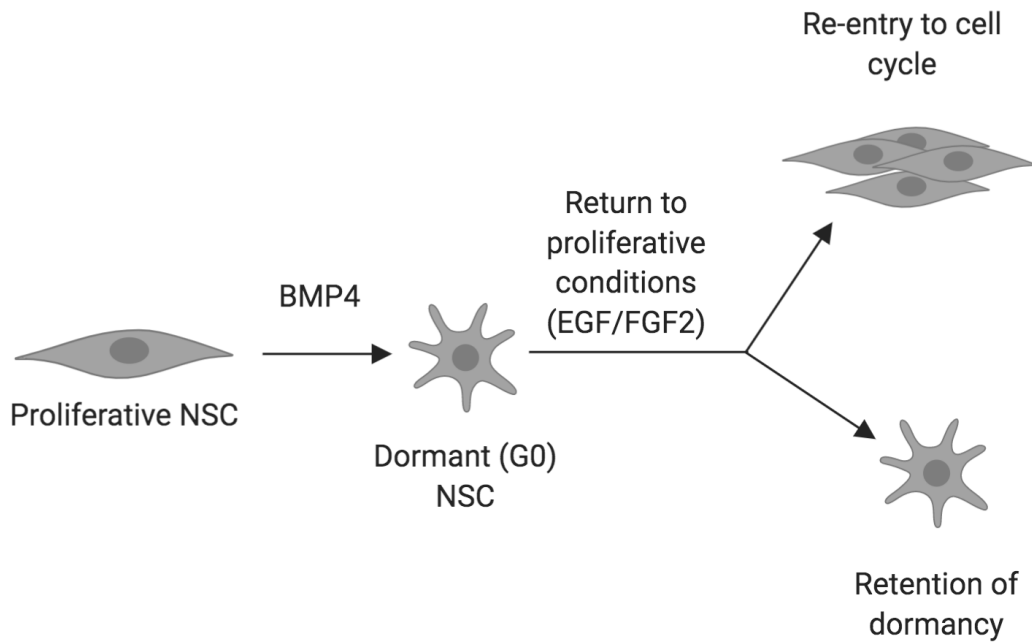 Proliferative NSC
BMP4
Dormant (G0)
NSC
Return to
proliferative
conditions
(EGF/FGF2)
Re-entry to cell
cycle
Retention of
dormancy